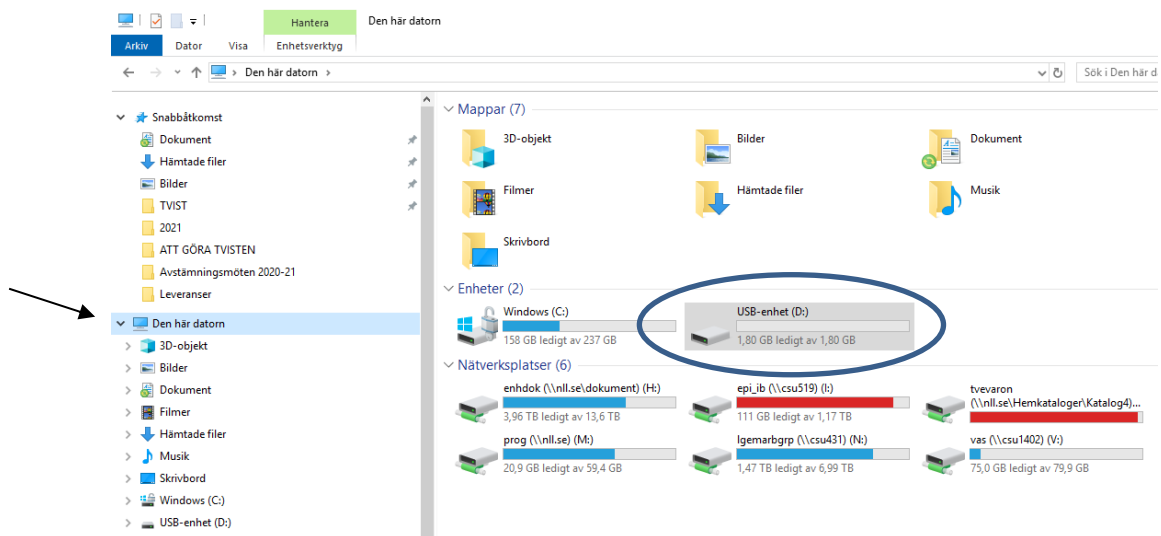 Hantera
Den här datorn
Arkiv
Dator
Visa
Enhetsverktyg
Den här datorn
Sök i Den här d
Snabbåtkomst
Dokument
Hämtade filer
Bilder
TVIST
2021
ATT GÖRA TVISTEN
Avstämningsmöten 2020-21
Leveranser
Den här datorn
3D-objekt
Bilder
Dokument
Filmer
Hämtade filer
Musik
Skrivbord
Windows (C:)
USB-enhet (D:)
Mappar (7)
3D-objekt
Bilder
Dokument
Filmer
Hämtade filer
Musik
Skrivbord
Enheter (2)
Windows (C:)
158 GB ledigt av 237 GB
USB-enhet (D:)
1,80 GB ledigt av 1,80 GB
Nätverksplatser (6)
enhdok (\\nll.se\dokument) (H:)
3,96 TB ledigt av 13,6 TB
epi_ib (\\csu519) (I:)
111 GB ledigt av 1,17 TB
tvevaron
(\\nll.se\Hemkataloger\Katalog4)...
prog (\\nll.se) (M:)
20,9 GB ledigt av 59,4 GB
lgemarbgrp (\\csu431) (N:)
1,47 TB ledigt av 6,99 TB
vas (\\csu1402) (V:)
75,0 GB ledigt av 79,9 GB